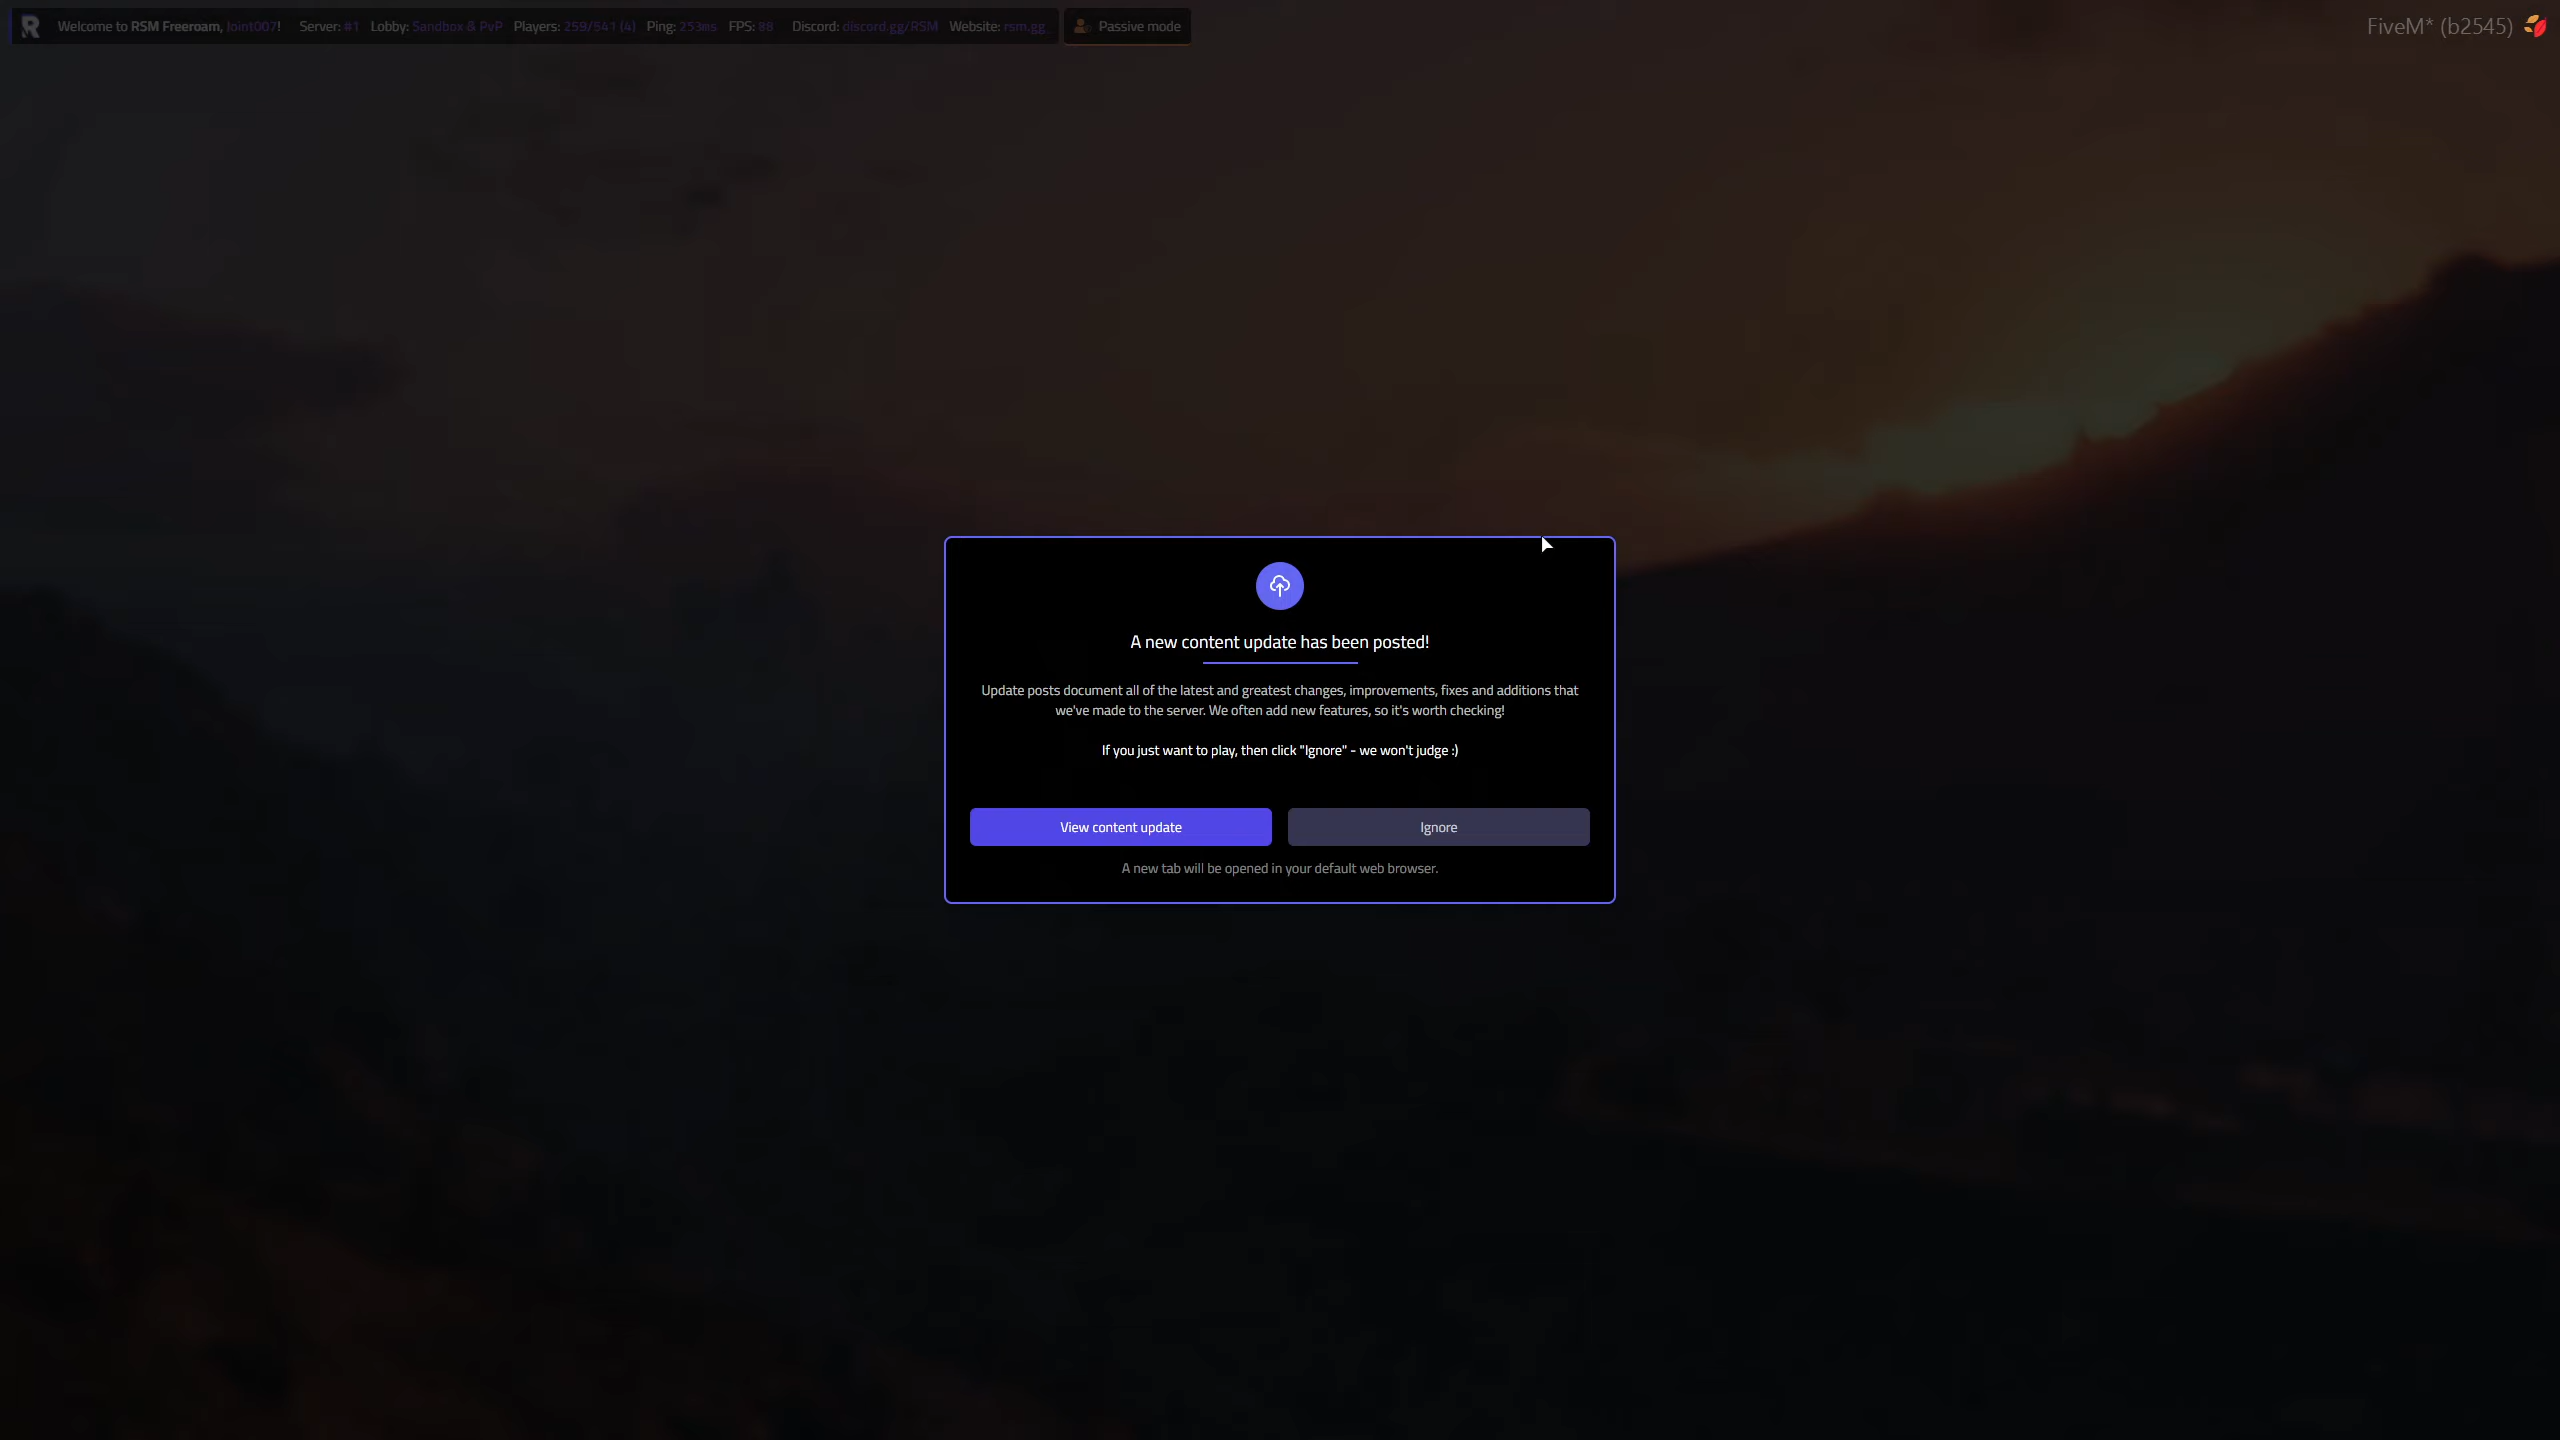 Welcome to RSM Freeroam, loint007! Server: #1 Lobby: Sandbox & PvP Players: 259/541 (4) Ping: 253ms FPS: 88 Discord: discord.gg/RSM Website: rsm.gg
Passive mode
FiveM* (b2545)
A new content update has been posted!
Update posts document all of the latest and greatest changes, improvements, fixes and additions that
we've made to the server. We often add new features, so it's worth checking!
If you just want to play, then click "Ignore" - we won't judge :)
View content update
Ignore
A new tab will be opened in your default web browser.